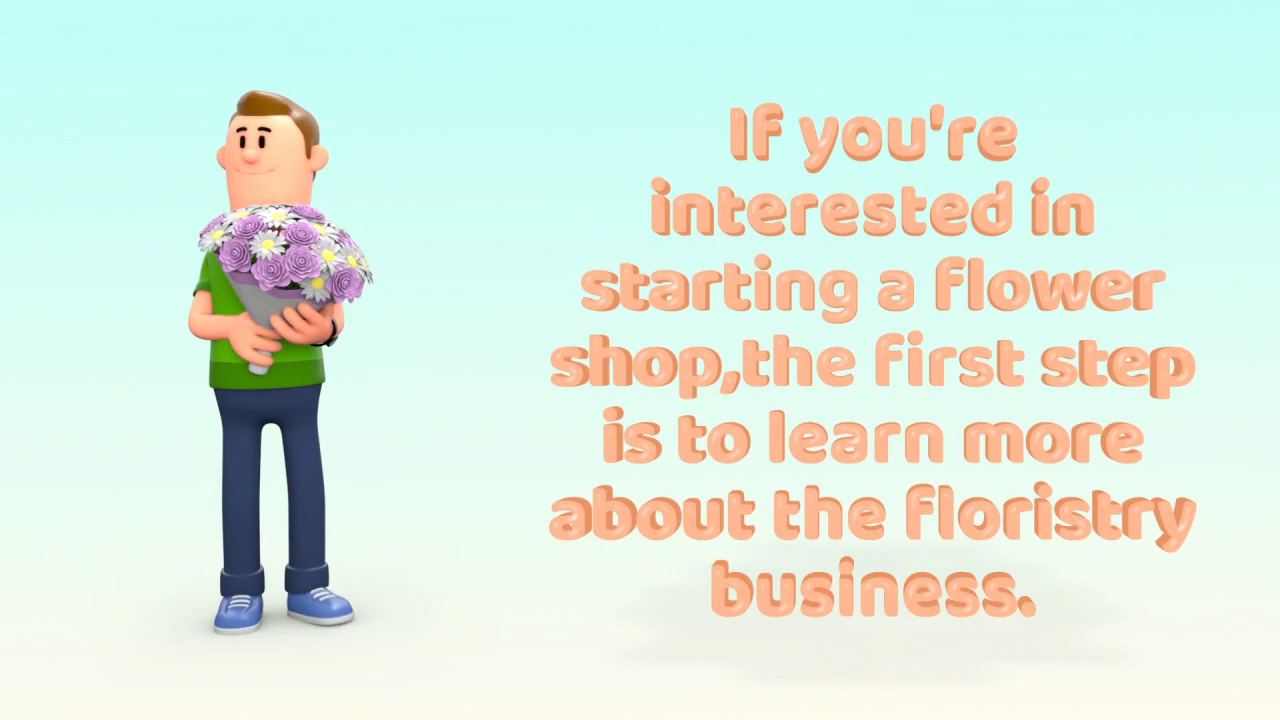 If you're
interested in
starting a flower
shop,the first step
is to learn more
about the floristry
business.